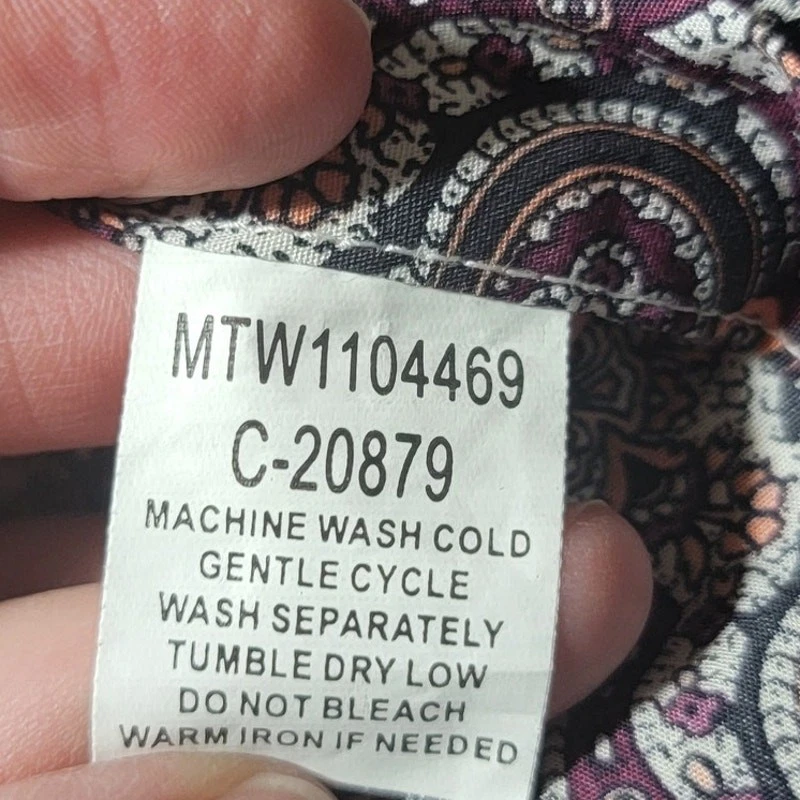 MTW1104469
C-20879
MACHINE WASH COLD
GENTLE CYCLE
WASH SEPARATELY
TUMBLE DRY LOW
DO NOT BLEACH
WARM IRON IF NEEDED